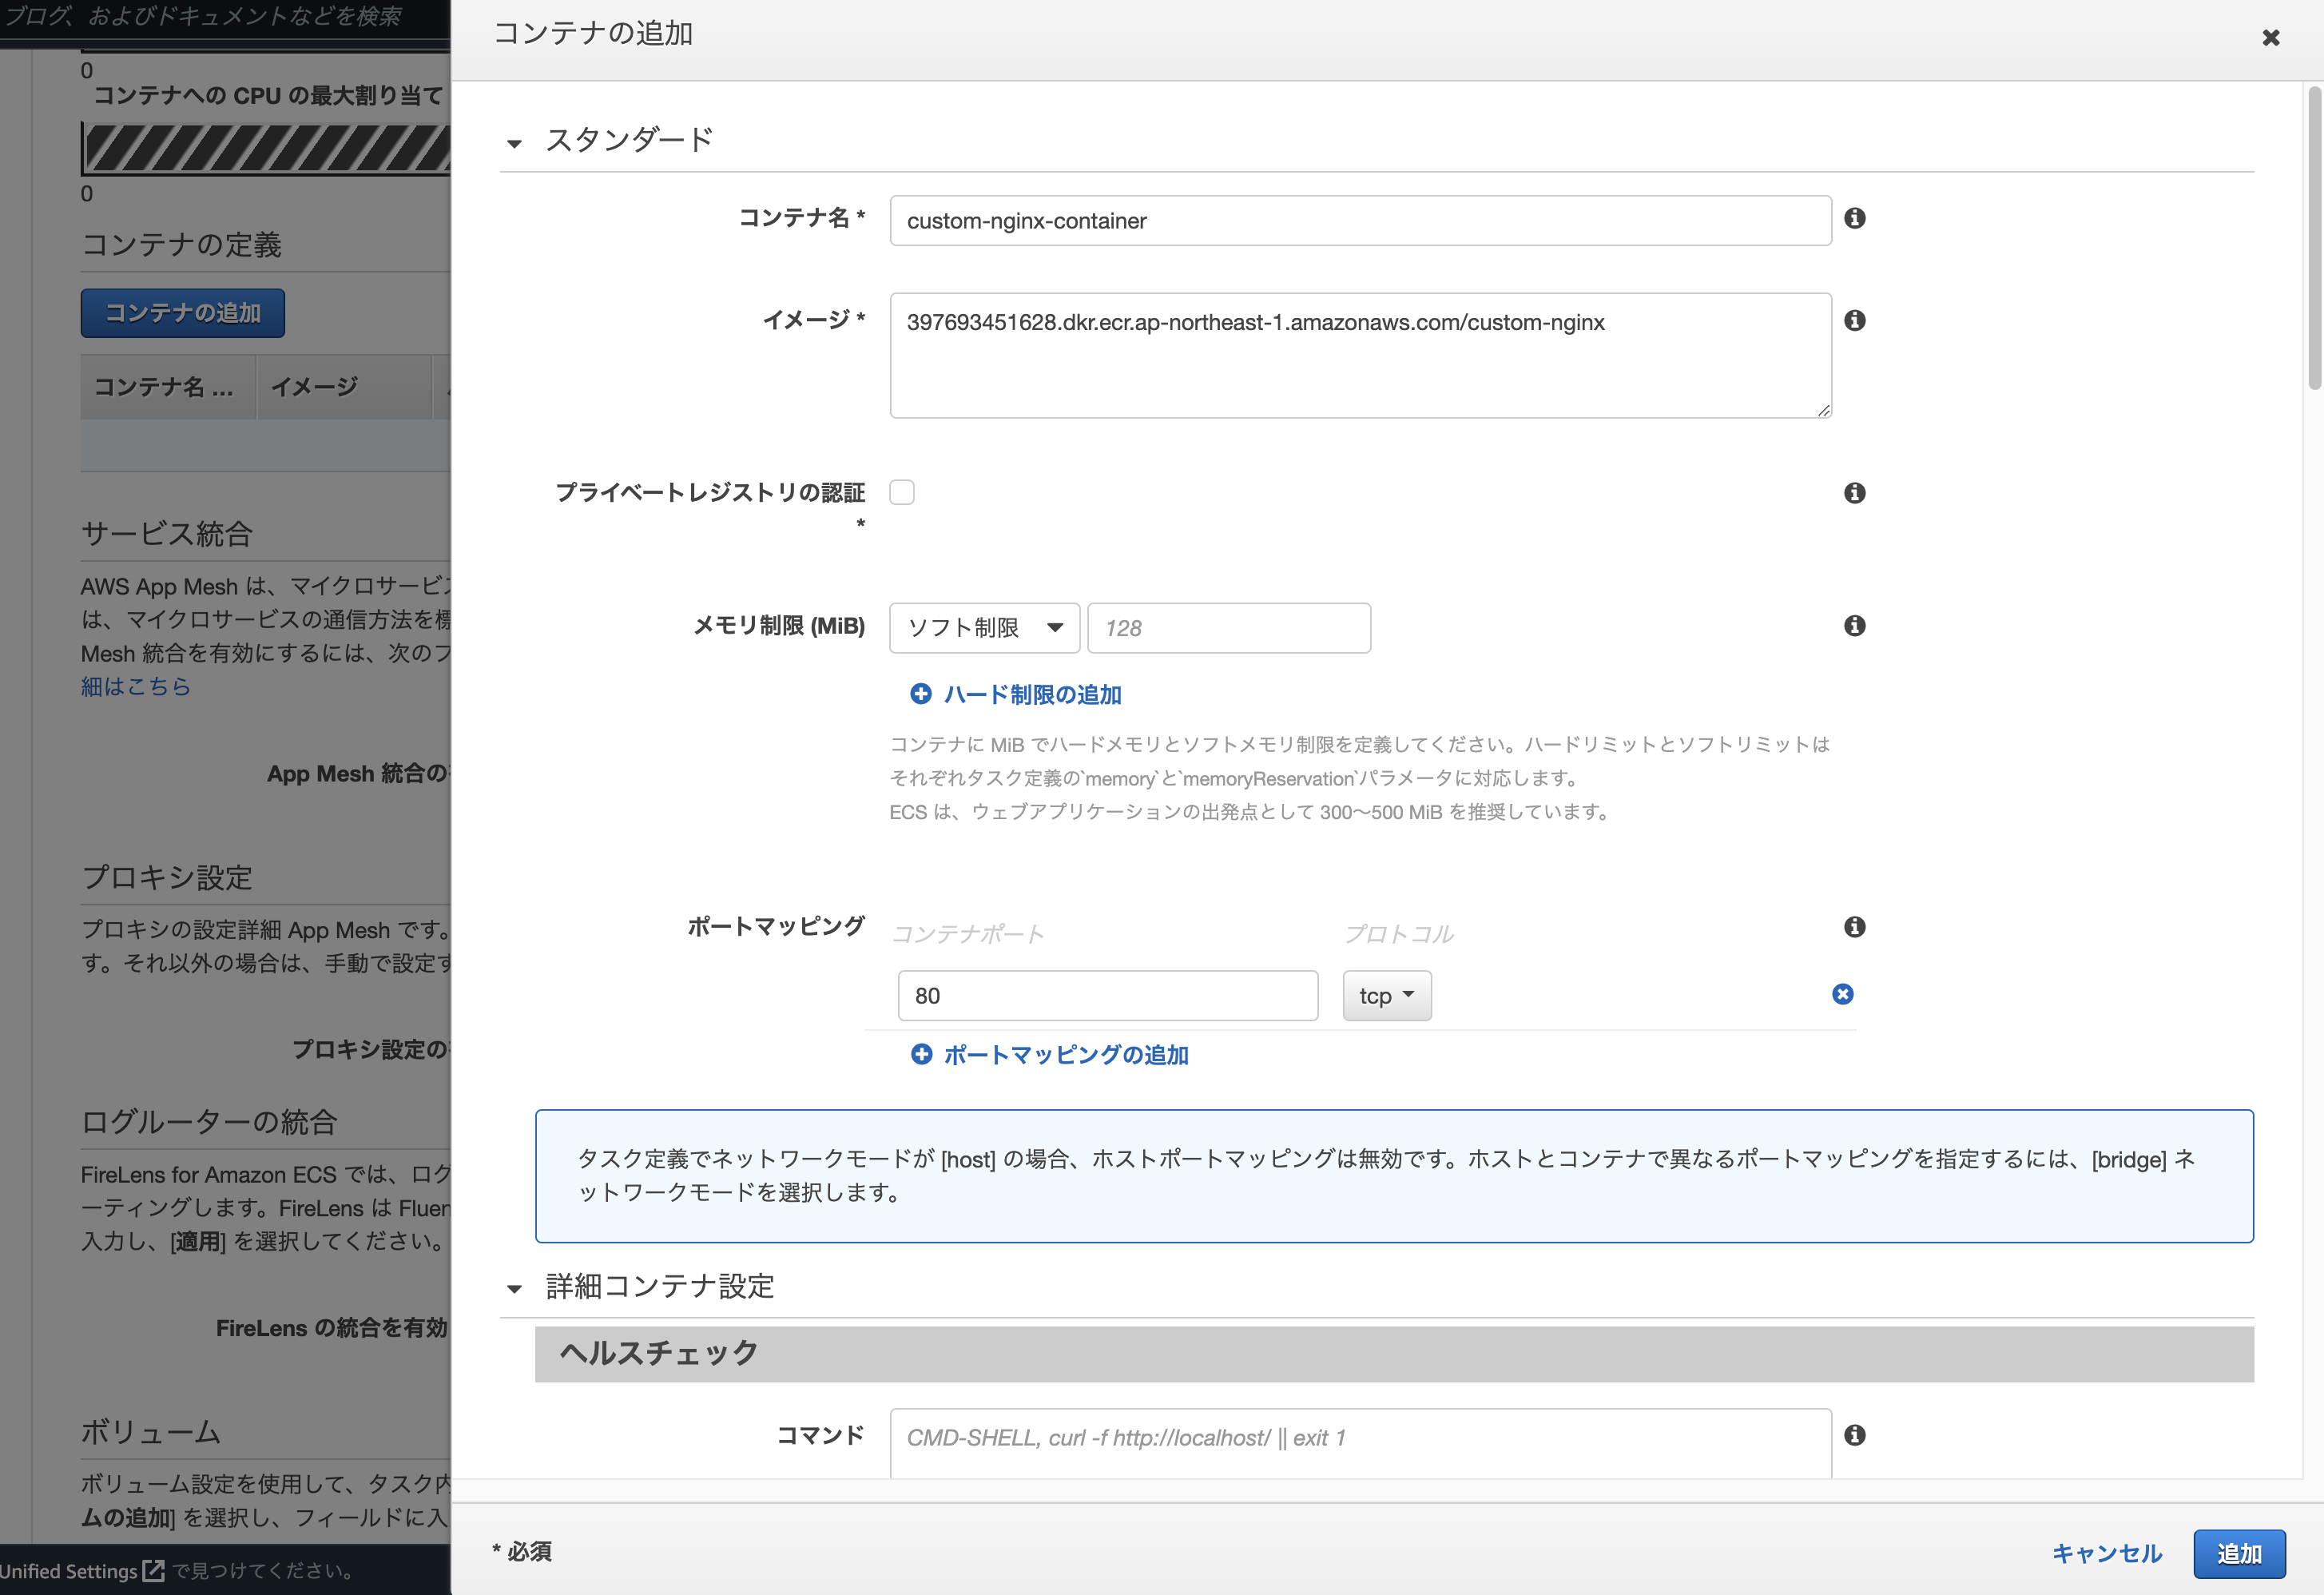 ブログ、およびドキュメントなどを検索
0
コンテナへの CPU の最大割り当て
0
コンテナの定義
コンテナの追加
コンテナ名 ...
イメージ
サービス統合
AWS App Mesh は、マイクロサービス
は、マイクロサービスの通信方法を標
Mesh 統合を有効にするには、次のフ
細はこちら
App Mesh 統合の
プロキシ設定
プロキシの設定詳細 App Mesh です。
す。それ以外の場合は、手動で設定す
プロキシ設定の
ログルーターの統合
FireLens for Amazon ECS では、ログ
ーティングします。FireLens は Fluen
入力し、[適用] を選択してください。
FireLens の統合を有効
ボリューム
ボリューム設定を使用して、タスク内
ムの追加] を選択し、フィールドに入
Unified Settings で見つけてください。
コンテナの追加
スタンダード
コンテナ名 *
custom-nginx-container
イメージ *
397693451628.dkr.ecr.ap-northeast-1.amazonaws.com/custom-nginx
プライベートレジストリの認証
*
メモリ制限 (MiB)
ソフト制限
128
ハード制限の追加
コンテナに MiB でハードメモリとソフトメモリ制限を定義してください。ハードリミットとソフトリミットは
それぞれタスク定義の`memory`と`memoryReservation`パラメータに対応します。
ECS は、ウェブアプリケーションの出発点として 300〜500 MiB を推奨しています。
ポートマッピング
コンテナポート
プロトコル
80
tcp
ポートマッピングの追加
タスク定義でネットワークモードが [host] の場合、ホストポートマッピングは無効です。ホストとコンテナで異なるポートマッピングを指定するには、[bridge] ネ
ットワークモードを選択します。
詳細コンテナ設定
ヘルスチェック
コマンド
CMD-SHELL, curl -f http://localhost/ || exit 1
* 必須
キャンセル
追加